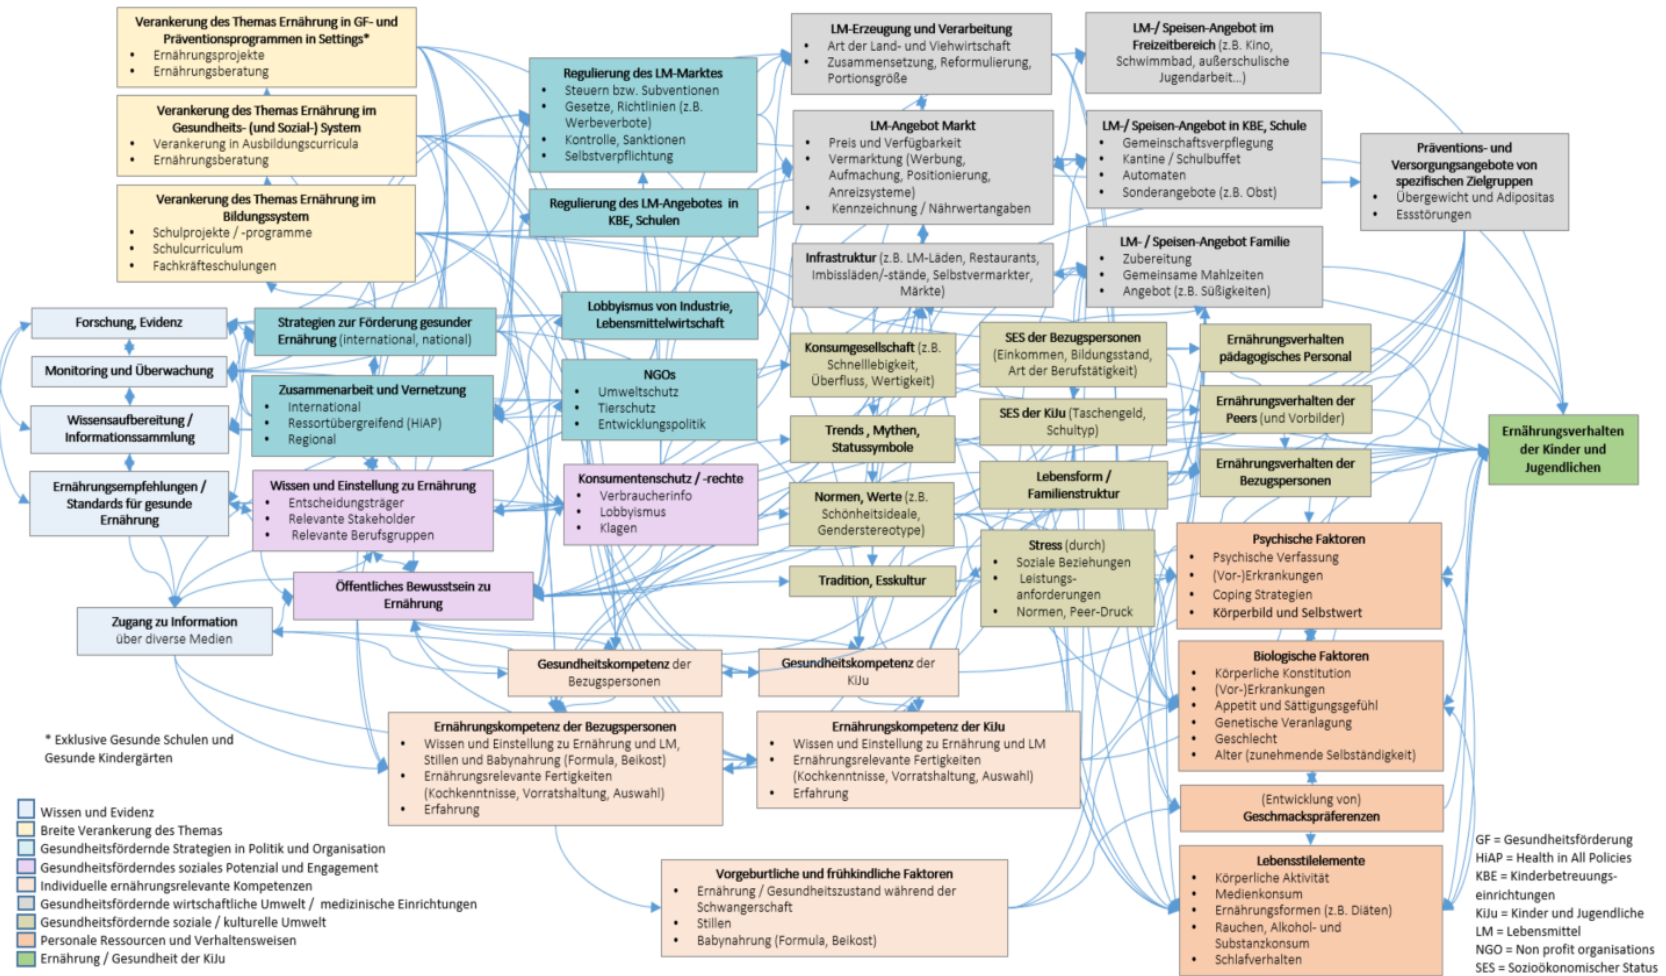 Verankerung des Themas Ernährung in GF- und
Präventionsprogrammen in Settings*
• Ernährungsprojekte
• Ernährungsberatung
Verankerung des Themas Ernährung im
Gesundheits- (und Sozial-) System
• Verankerung in Ausbildungscurricula
• Ernährungsberatung
Verankerung des Themas Ernährung im
Bildungssystem
• Schulprojekte / -programme
• Schulcurriculum
• Fachkräfteschulungen
Forschung, Evidenz
Monitoring und Überwachung
Wissensaufbereitung /
Informationssammlung
Ernährungsempfehlungen /
Standards für gesunde
Ernährung
Zugang zu Information
über diverse Medien
Strategien zur Förderung gesunder
Ernährung (international, national)
Zusammenarbeit und Vernetzung
• International
• Ressortübergreifend (HiAP)
• Regional
Wissen und Einstellung zu Ernährung
• Entscheidungsträger
• Relevante Stakeholder
• Relevante Berufsgruppen
Öffentliches Bewusstsein zu
Ernährung
Regulierung des LM-Marktes
• Steuern bzw. Subventionen
• Gesetze, Richtlinien (z.B.
Werbeverbote)
• Kontrolle, Sanktionen
• Selbstverpflichtung
Regulierung des LM-Angebotes in
KBE, Schulen
Lobbyismus von Industrie,
Lebensmittelwirtschaft
NGOs
• Umweltschutz
• Tierschutz
• Entwicklungspolitik
Konsumentenschutz / -rechte
• Verbraucherinfo
• Lobbyismus
• Klagen
Gesundheitskompetenz der
Bezugspersonen
Gesundheitskompetenz der
KiJu
Ernährungskompetenz der Bezugspersonen
• Wissen und Einstellung zu Ernährung und LM,
Stillen und Babynahrung (Formula, Beikost)
• Ernährungsrelevante Fertigkeiten
(Kochkenntnisse, Vorratshaltung, Auswahl)
• Erfahrung
Ernährungskompetenz der KiJu
• Wissen und Einstellung zu Ernährung und LM
• Ernährungsrelevante Fertigkeiten
(Kochkenntnisse, Vorratshaltung, Auswahl)
• Erfahrung
Vorgeburtliche und frühkindliche Faktoren
• Ernährung / Gesundheitszustand während der
Schwangerschaft
• Stillen
• Babynahrung (Formula, Beikost)
LM-Erzeugung und Verarbeitung
• Art der Land- und Viehwirtschaft
• Zusammensetzung, Reformulierung,
Portionsgröße
LM-Angebot Markt
• Preis und Verfügbarkeit
• Vermarktung (Werbung,
Aufmachung, Positionierung,
Anreizsysteme)
• Kennzeichnung / Nährwertangaben
Infrastruktur (z.B. LM-Läden, Restaurants,
Imbissläden/-stände, Selbstvermarkter,
Märkte)
Konsumgesellschaft (z.B.
Schnelllebigkeit,
Überfluss, Wertigkeit)
Trends , Mythen,
Statussymbole
Normen, Werte (z.B.
Schönheitsideale,
Genderstereotype)
Tradition, Esskultur
LM-/ Speisen-Angebot im
Freizeitbereich (z.B. Kino,
Schwimmbad, außerschulische
Jugendarbeit...)
LM-/ Speisen-Angebot in KBE, Schule
• Gemeinschaftsverpflegung
• Kantine / Schulbuffet
• Automaten
• Sonderangebote (z.B. Obst)
LM-/ Speisen-Angebot Familie
• Zubereitung
• Gemeinsame Mahlzeiten
• Angebot (z.B. Süßigkeiten)
SES der Bezugspersonen
(Einkommen, Bildungsstand,
Art der Berufstätigkeit)
SES der KiJu (Taschengeld,
Schultyp)
Lebensform /
Familienstruktur
Stress (durch)
• Soziale Beziehungen
• Leistungs-
anforderungen
• Normen, Peer-Druck
Präventions- und
Versorgungsangebote von
spezifischen Zielgruppen
• Übergewicht und Adipositas
• Essstörungen
Ernährungsverhalten
pädagogisches Personal
Ernährungsverhalten der
Peers (und Vorbilder)
Ernährungsverhalten der
Bezugspersonen
Psychische Faktoren
• Psychische Verfassung
• (Vor-)Erkrankungen
• Coping Strategien
• Körperbild und Selbstwert
Biologische Faktoren
• Körperliche Konstitution
• (Vor-)Erkrankungen
• Appetit und Sättigungsgefühl
• Genetische Veranlagung
• Geschlecht
• Alter (zunehmende Selbständigkeit)
(Entwicklung von)
Geschmackspräferenzen
Lebensstilelemente
• Körperliche Aktivität
• Medienkonsum
• Ernährungsformen (z.B. Diäten)
• Rauchen, Alkohol- und
Substanzkonsum
• Schlafverhalten
Ernährungsverhalten
der Kinder und
Jugendlichen
* Exklusive Gesunde Schulen und
Gesunde Kindergärten
Wissen und Evidenz
Breite Verankerung des Themas
Gesundheitsfördernde Strategien in Politik und Organisation
Gesundheitsförderndes soziales Potenzial und Engagement
Individuelle ernährungsrelevante Kompetenzen
Gesundheitsfördernde wirtschaftliche Umwelt / medizinische Einrichtungen
Gesundheitsfördernde soziale / kulturelle Umwelt
Personale Ressourcen und Verhaltensweisen
Ernährung / Gesundheit der KiJu
GF = Gesundheitsförderung
HiAP = Health in All Policies
KBE = Kinderbetreuungs-
einrichtungen
KiJu = Kinder und Jugendliche
LM = Lebensmittel
NGO = Non profit organisations
SES = Sozioökonomischer Status